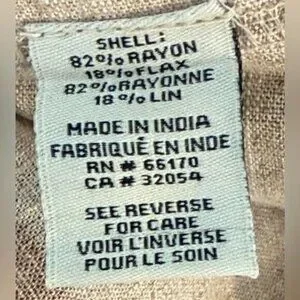 SHELL:
82% RAYON
18% FLAX
82% RAYONNE
18% LIN
MADE IN INDIA
FABRIQUÉ EN INDE
RN # 66170
CA # 32054
SEE REVERSE
FOR CARE
VOIR L'INVERSE
POUR LE SOIN